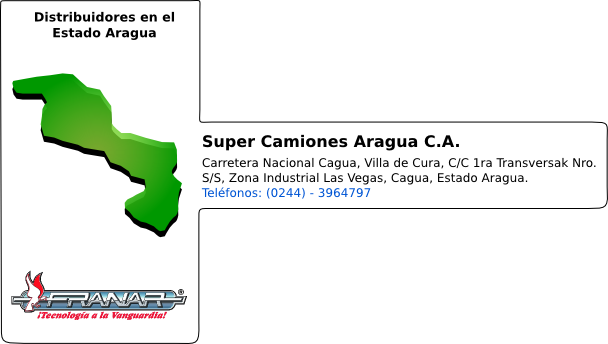 Distribuidores en el
Estado Aragua
Super Camiones Aragua C.A.
Carretera Nacional Cagua, Villa de Cura, C/C 1ra Transversak Nro.
S/S, Zona Industrial Las Vegas, Cagua, Estado Aragua.
Teléfonos: (0244) - 3964797
FRANAR®
¡Tecnología a la Vanguardia!